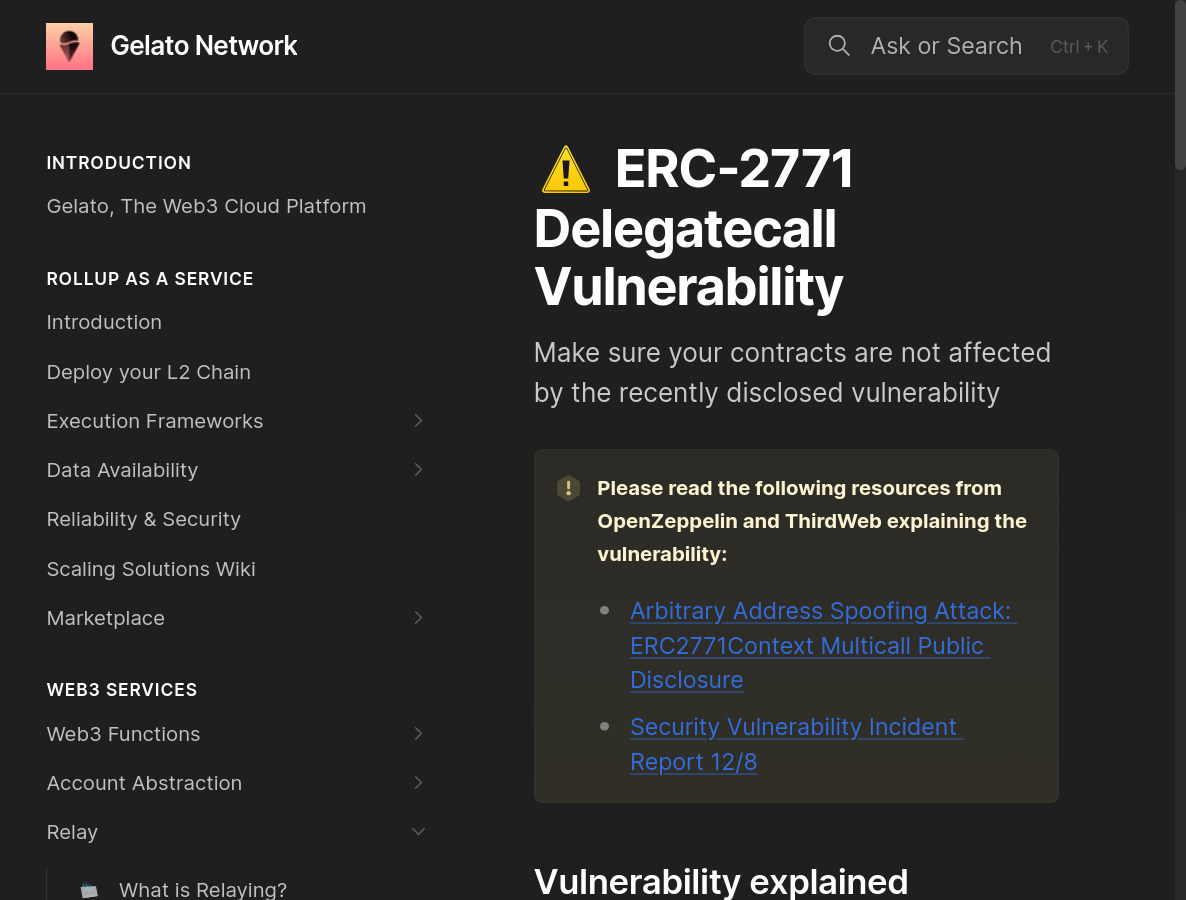 Gelato Network
Ask or Search Ctrl + K
INTRODUCTION
Gelato, The Web3 Cloud Platform
ROLLUP AS A SERVICE
Introduction
Deploy your L2 Chain
Execution Frameworks
Data Availability
Reliability & Security
Scaling Solutions Wiki
Marketplace
WEB3 SERVICES
Web3 Functions
Account Abstraction
Relay
What is Relaying?
⚠️ ERC-2771
Delegatecall
Vulnerability
Make sure your contracts are not affected
by the recently disclosed vulnerability
Please read the following resources from
OpenZeppelin and ThirdWeb explaining the
vulnerability:
Arbitrary Address Spoofing Attack:
ERC2771Context Multicall Public
Disclosure
Security Vulnerability Incident
Report 12/8
Vulnerability explained